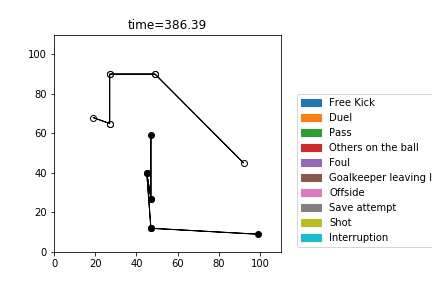 time=386.39
100
80
60
40
20
0
0 20 40 60 80 100
Free Kick
Duel
Pass
Others on the ball
Foul
Goalkeeper leaving l
Offside
Save attempt
Shot
Interruption